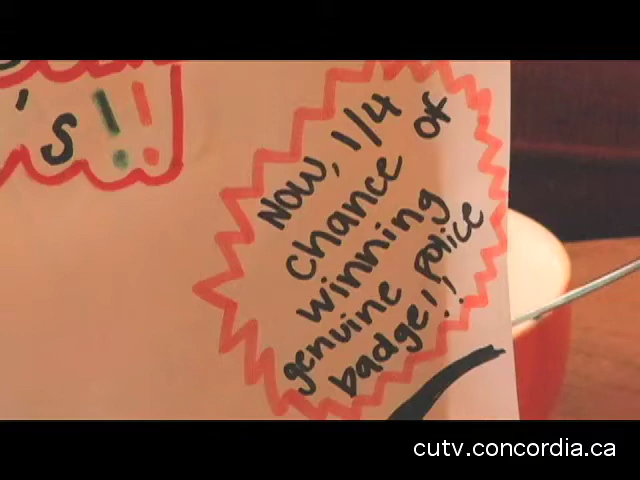 's!!
Now, 1/4
chance of
winning
genuine police
badge!!
cutv.concordia.ca